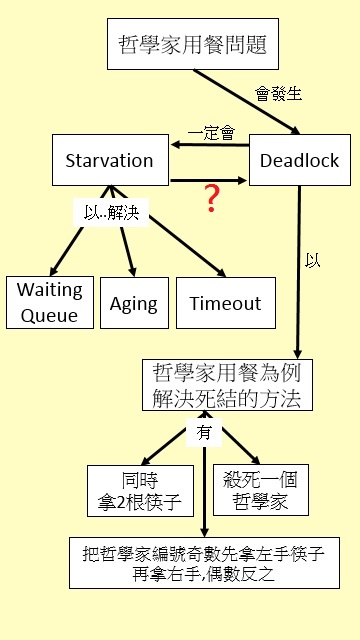 哲學家用餐問題
會發生
一定會
Starvation
Deadlock
?
以..解決
以
Waiting
Queue
Aging
Timeout
哲學家用餐為例
解決死結的方法
有
同時
拿2根筷子
殺死一個
哲學家
把哲學家編號奇數先拿左手筷子
再拿右手,偶數反之